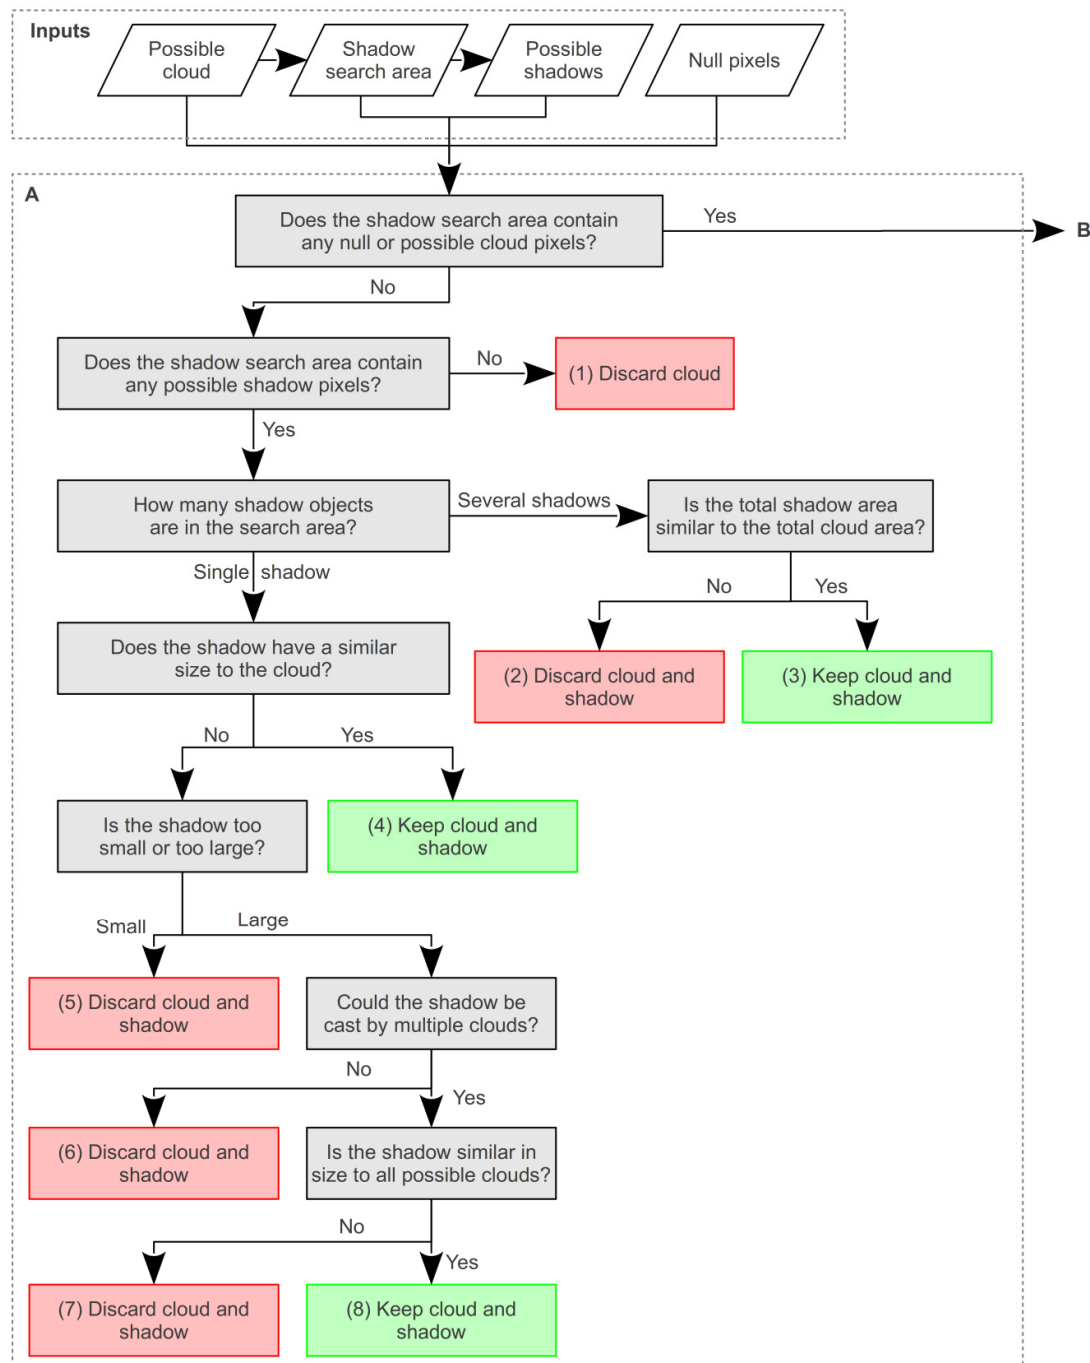 Inputs
Possible
cloud
Shadow
search area
Possible
shadows
Null pixels
A
Does the shadow search area contain
any null or possible cloud pixels?
Yes
B
No
Does the shadow search area contain
any possible shadow pixels?
No
(1) Discard cloud
Yes
How many shadow objects
are in the search area?
Several shadows
Is the total shadow area
similar to the total cloud area?
Single shadow
No
Yes
Does the shadow have a similar
size to the cloud?
(2) Discard cloud and
shadow
(3) Keep cloud and
shadow
No
Yes
Is the shadow too
small or too large?
(4) Keep cloud and
shadow
Small
Large
(5) Discard cloud and
shadow
Could the shadow be
cast by multiple clouds?
No
Yes
(6) Discard cloud and
shadow
Is the shadow similar in
size to all possible clouds?
No
Yes
(7) Discard cloud and
shadow
(8) Keep cloud and
shadow